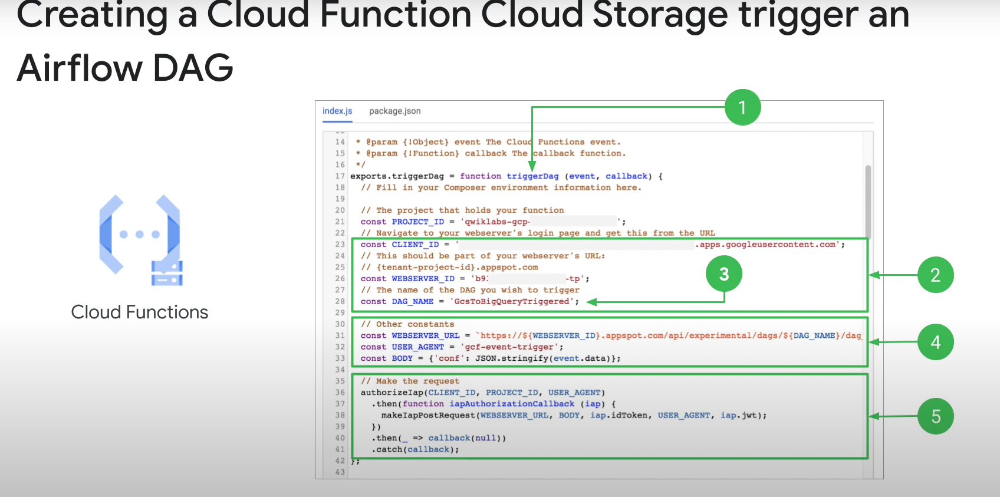 Creating a Cloud Function Cloud Storage trigger an
Airflow DAG
Cloud Functions
index.js package.json
1
14 * @param {!Object} event The Cloud Functions event.
15 * @param {!Function} callback The callback function.
16 */
17 exports.triggerDag = function triggerDag (event, callback) {
18 // Fill in your Composer environment information here.
19
20 // The project that holds your function
21 const PROJECT_ID = 'qwiklabs-gcp- ';
22 // Navigate to your webserver's login page and get this from the URL
23 const CLIENT_ID = ' .apps.googleusercontent.com';
24 // This should be part of your webserver's URL:
25 // {tenant-project-id}.appspot.com
26 const WEBSERVER_ID = 'b93 -tp';
27 // The name of the DAG you wish to trigger
28 const DAG_NAME = 'GcsToBigQueryTriggered';
29
30 // Other constants
31 const WEBSERVER_URL = `https://${WEBSERVER_ID}.appspot.com/api/experimental/dags/${DAG_NAME}/dag_
32 const USER_AGENT = 'gcf-event-trigger';
33 const BODY = {'conf': JSON.stringify(event.data)};
34
35 // Make the request
36 authorizeIap(CLIENT_ID, PROJECT_ID, USER_AGENT)
37 .then(function iapAuthorizationCallback (iap) {
38 makeIapPostRequest(WEBSERVER_URL, BODY, iap.idToken, USER_AGENT, iap.jwt);
39 })
40 .then(_ => callback(null))
41 .catch(callback);
42 };
43
2
3
4
5